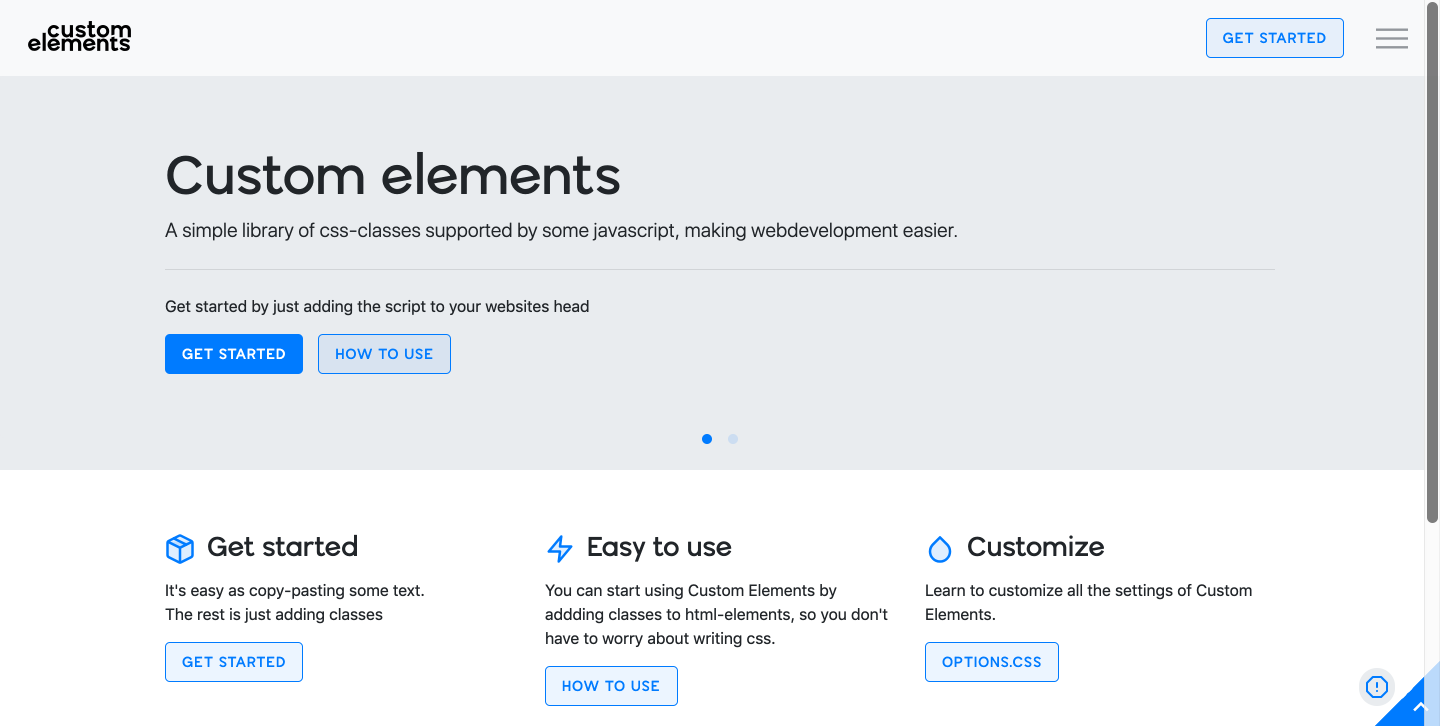 custom
elements
GET STARTED
Custom elements
A simple library of css-classes supported by some javascript, making webdevelopment easier.
Get started by just adding the script to your websites head
GET STARTED
HOW TO USE
Get started
It's easy as copy-pasting some text.
The rest is just adding classes
GET STARTED
Easy to use
You can start using Custom Elements by
addding classes to html-elements, so you don't
have to worry about writing css.
HOW TO USE
Customize
Learn to customize all the settings of Custom
Elements.
OPTIONS.CSS